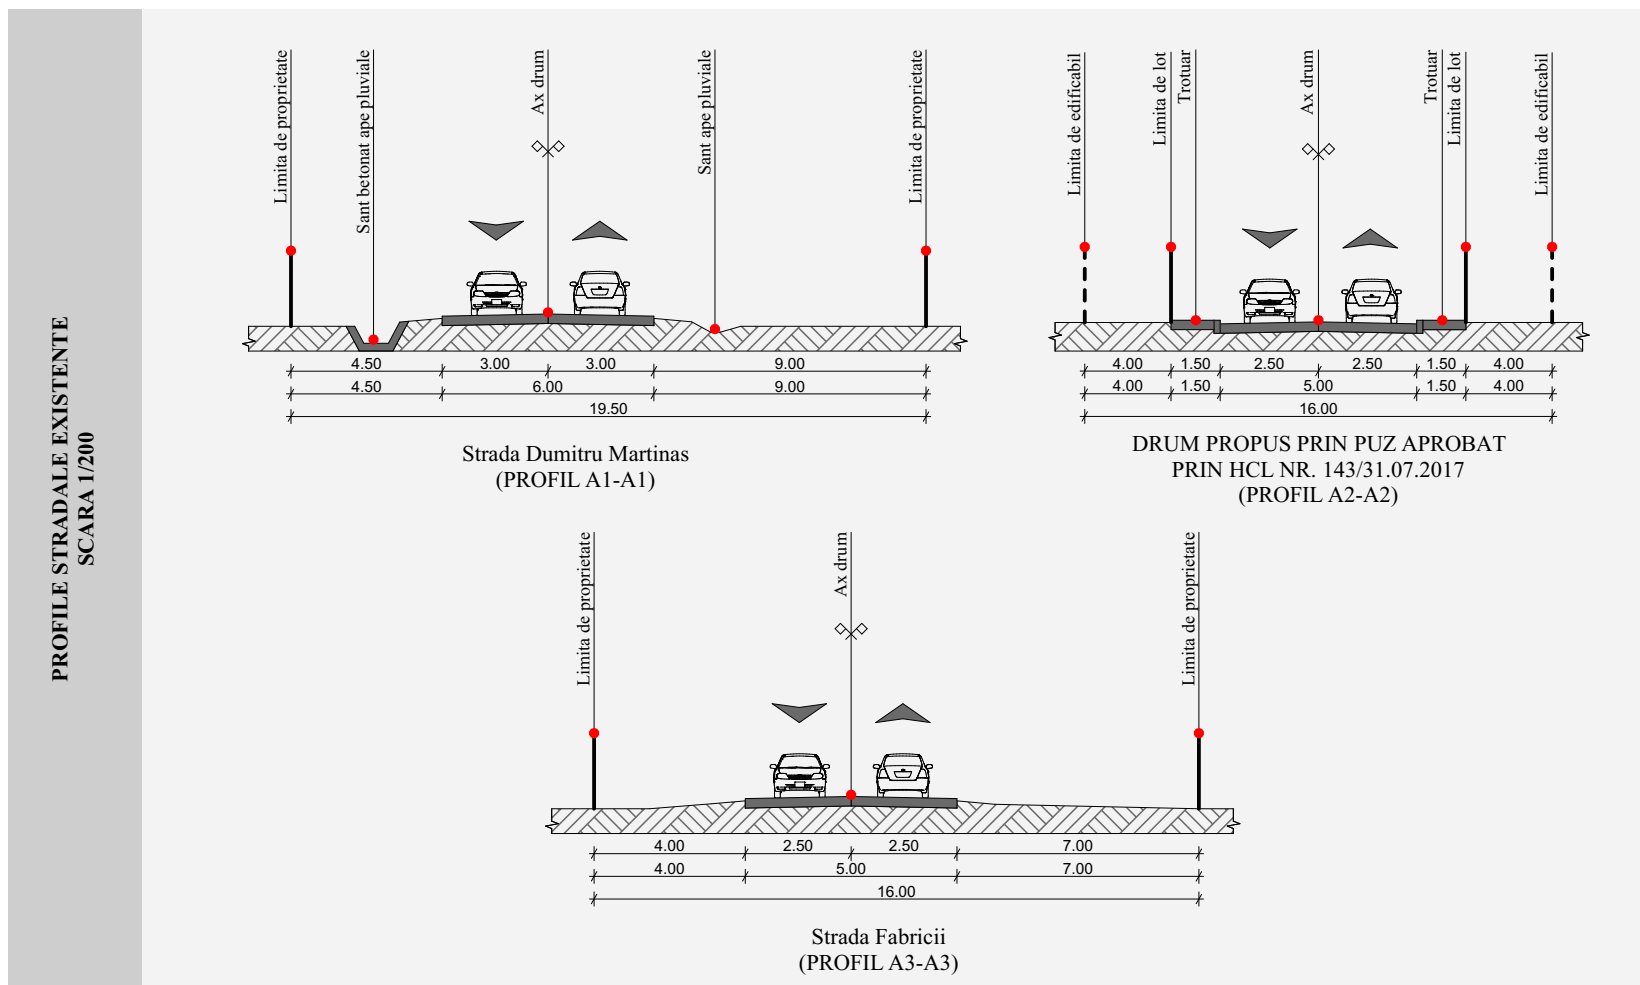 PROFILE STRADALE EXISTENTE
SCARA 1/200
Limita de proprietate
Sant betonat ape pluviale
Ax drum
Sant ape pluviale
Limita de proprietate
4.50 3.00 3.00 9.00
4.50 6.00 9.00
19.50
Strada Dumitru Martinas
(PROFIL A1-A1)
Limita de edificabil
Limita de lot
Trotuar
Ax drum
Trotuar
Limita de lot
Limita de edificabil
4.00 1.50 2.50 2.50 1.50 4.00
4.00 1.50 5.00 1.50 4.00
16.00
DRUM PROPUS PRIN PUZ APROBAT
PRIN HCL NR. 143/31.07.2017
(PROFIL A2-A2)
Limita de proprietate
Ax drum
Limita de proprietate
4.00 2.50 2.50 7.00
4.00 5.00 7.00
16.00
Strada Fabricii
(PROFIL A3-A3)